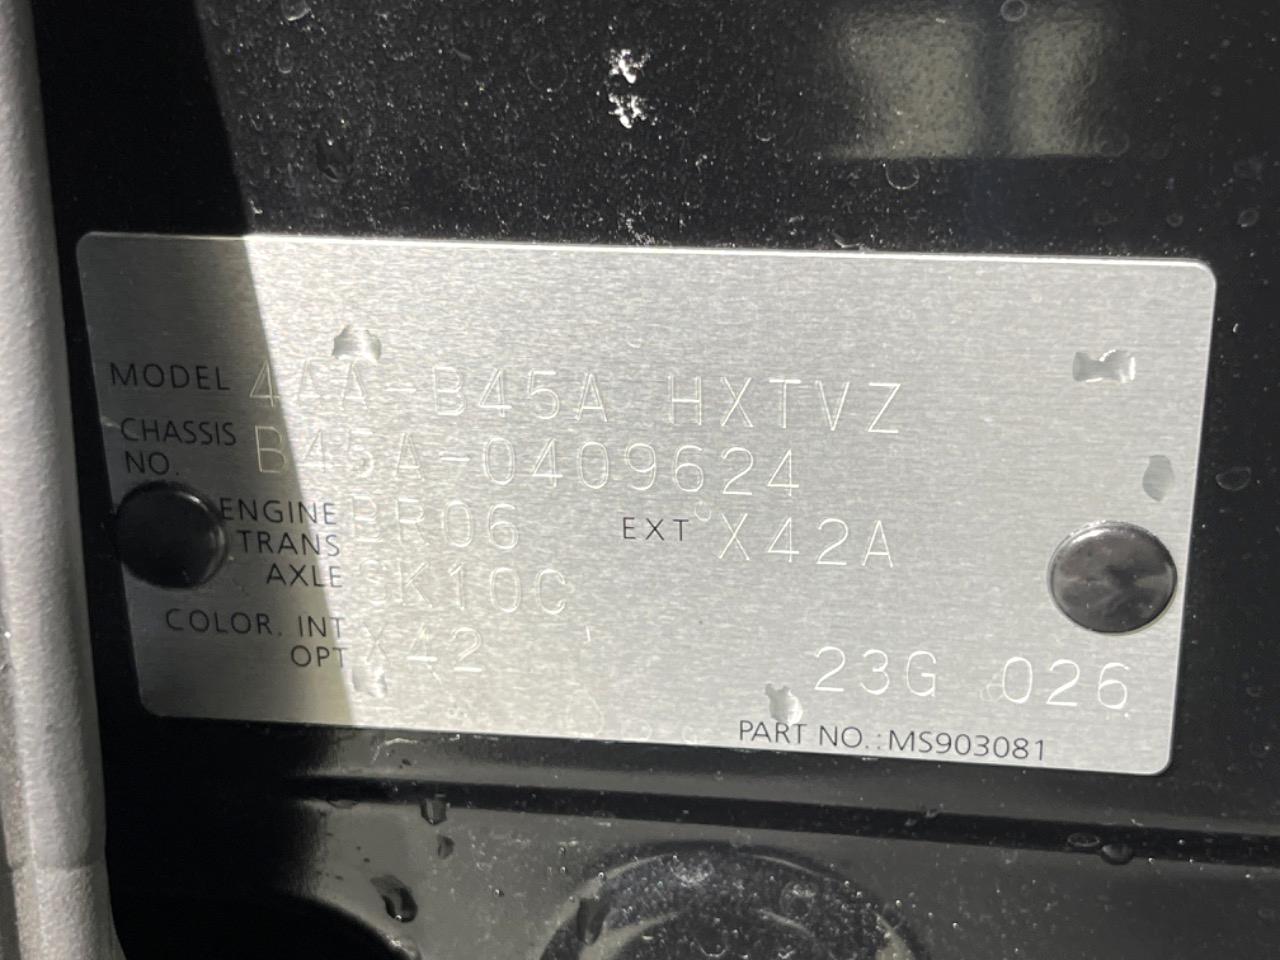 MODEL 4AA-B45A HXTVZ
CHASSIS NO. B45A-0409624
ENGINE BR06 EXT X42A
TRANS
AXLE GK10C
COLOR. INT X42
OPT
23G 026
PART NO.:MS903081